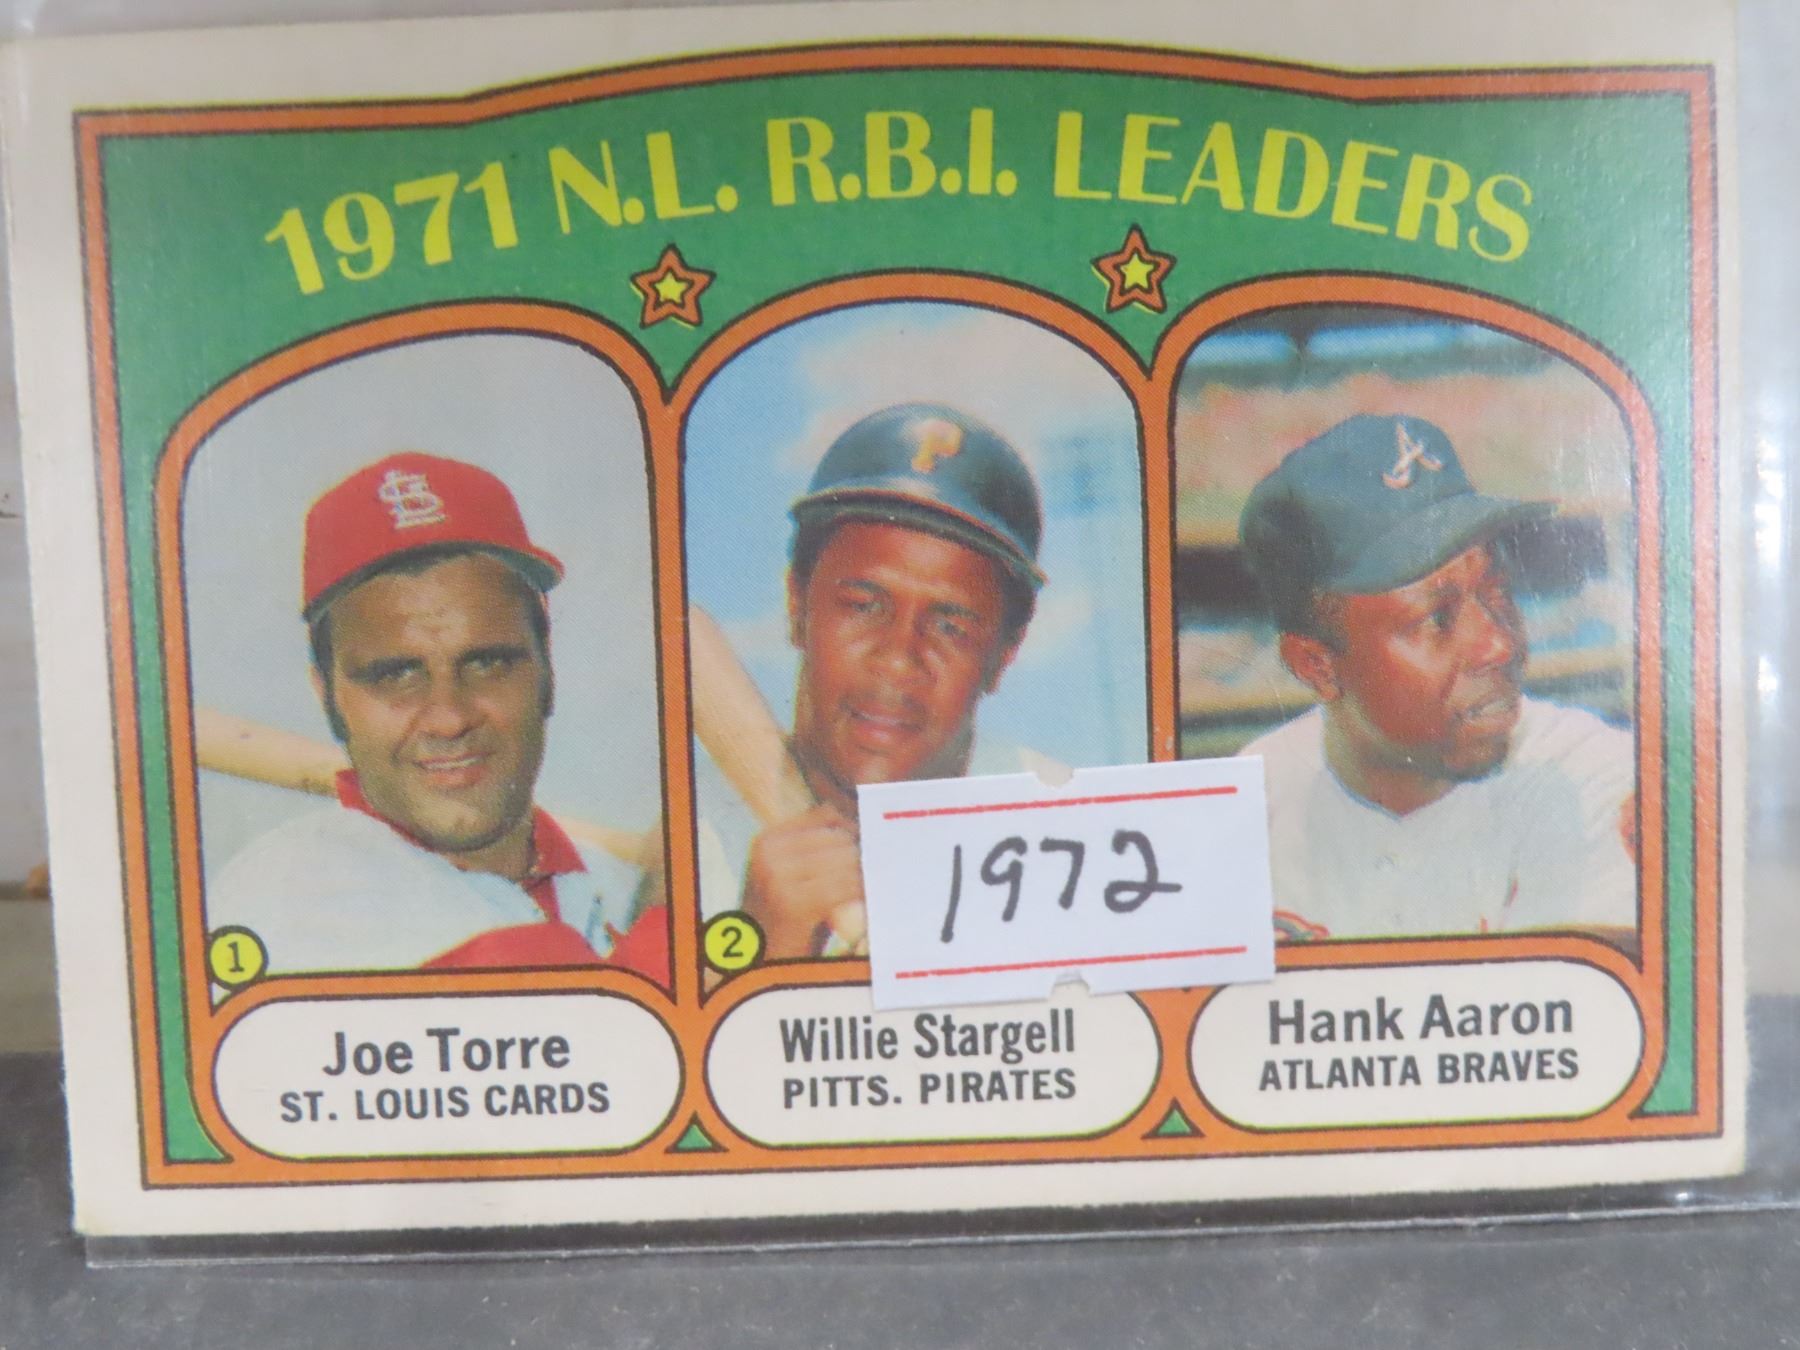 1971 N.L. R.B.I. LEADERS
1
2
1972
Joe Torre
ST. LOUIS CARDS
Willie Stargell
PITTS. PIRATES
Hank Aaron
ATLANTA BRAVES